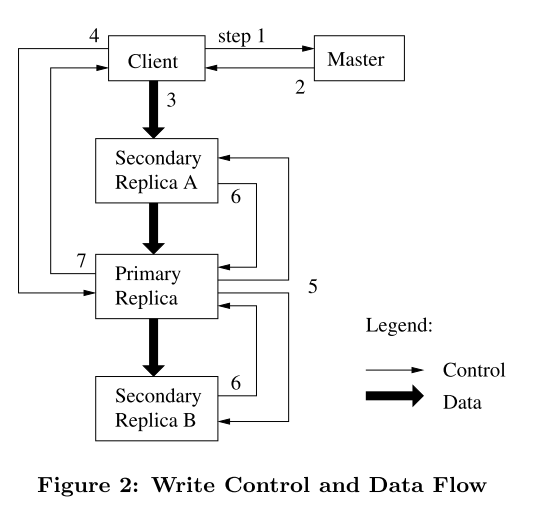 4
step 1
Client
Master
2
3
Secondary
Replica A
6
7
Primary
Replica
5
Legend:
Control
Data
6
Secondary
Replica B
Figure 2: Write Control and Data Flow